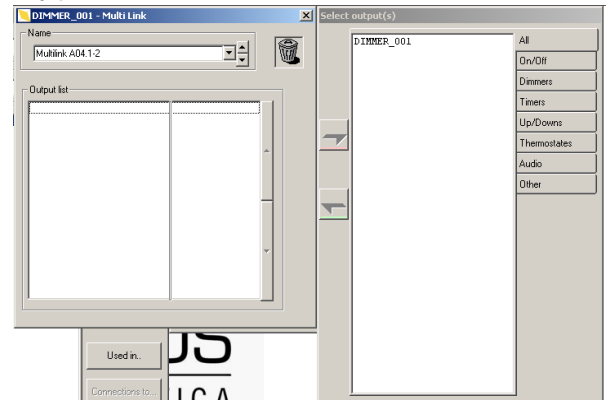 DIMMER_001 - Multi Link
Name
Multilink A04.1-2
Output list
Used in..
Connections to...
Select output(s)
DIMMER_001
All
On/Off
Dimmers
Timers
Up/Downs
Thermostates
Audio
Other